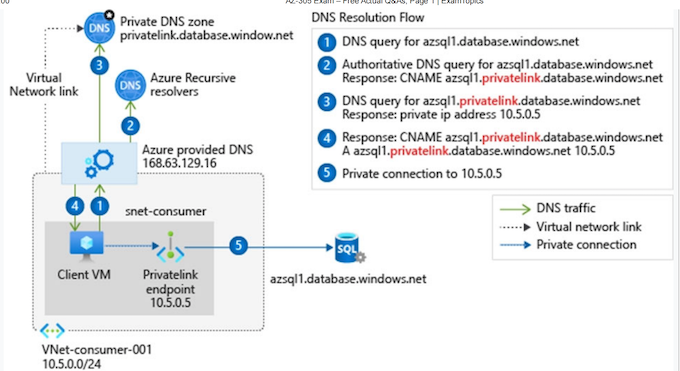 00
AZ-305 Exam – Free Actual Q&As, Page 1 | ExamTopics
DNS
Private DNS zone
privatelink.database.window.net
3
Virtual
Network link
DNS
Azure Recursive
resolvers
2
Azure provided DNS
168.63.129.16
4
1
snet-consumer
Client VM
Privatelink
endpoint
10.5.0.5
5
SQL
azsql1.database.windows.net
VNet-consumer-001
10.5.0.0/24
DNS Resolution Flow
1 DNS query for azsql1.database.windows.net
2 Authoritative DNS query for azsql1.database.windows.net
Response: CNAME azsql1.privatelink.database.windows.net
3 DNS query for azsql1.privatelink.database.windows.net
Response: private ip address 10.5.0.5
4 Response: CNAME azsql1.privatelink.database.windows.net
A azsql1.privatelink.database.windows.net 10.5.0.5
5 Private connection to 10.5.0.5
DNS traffic
Virtual network link
Private connection